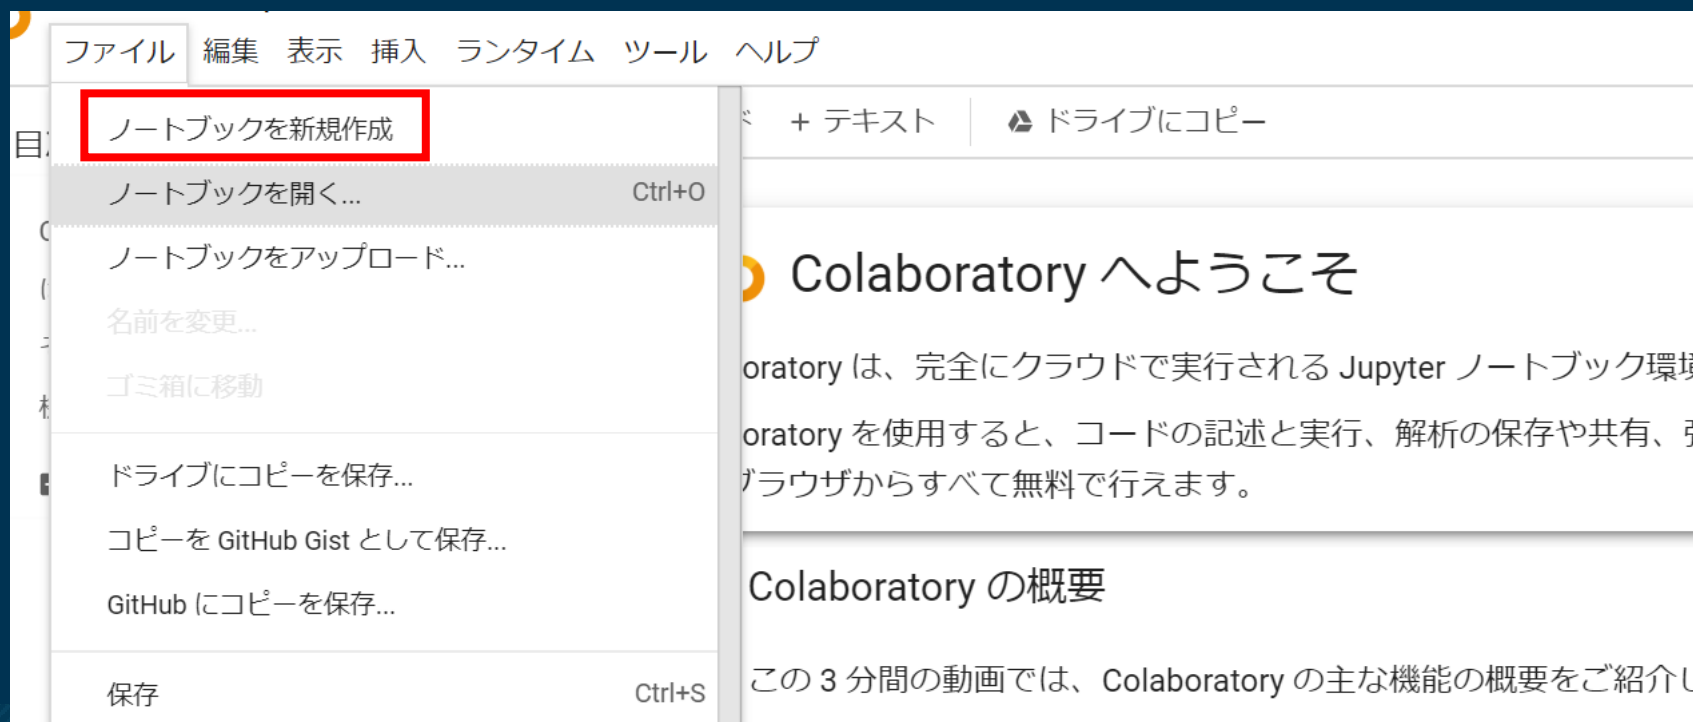 ファイル 編集 表示 挿入 ランタイム ツール ヘルプ
ノートブックを新規作成
+ テキスト ドライブにコピー
ノートブックを開く... Ctrl+O
ノートブックをアップロード...
名前を変更...
ゴミ箱に移動
ドライブにコピーを保存...
コピーを GitHub Gist として保存...
GitHub にコピーを保存...
保存 Ctrl+S
Colaboratory へようこそ
oratory は、完全にクラウドで実行される Jupyter ノートブック環境
oratory を使用すると、コードの記述と実行、解析の保存や共有、
ブラウザからすべて無料で行えます。
Colaboratory の概要
この 3 分間の動画では、Colaboratory の主な機能の概要をご紹介し